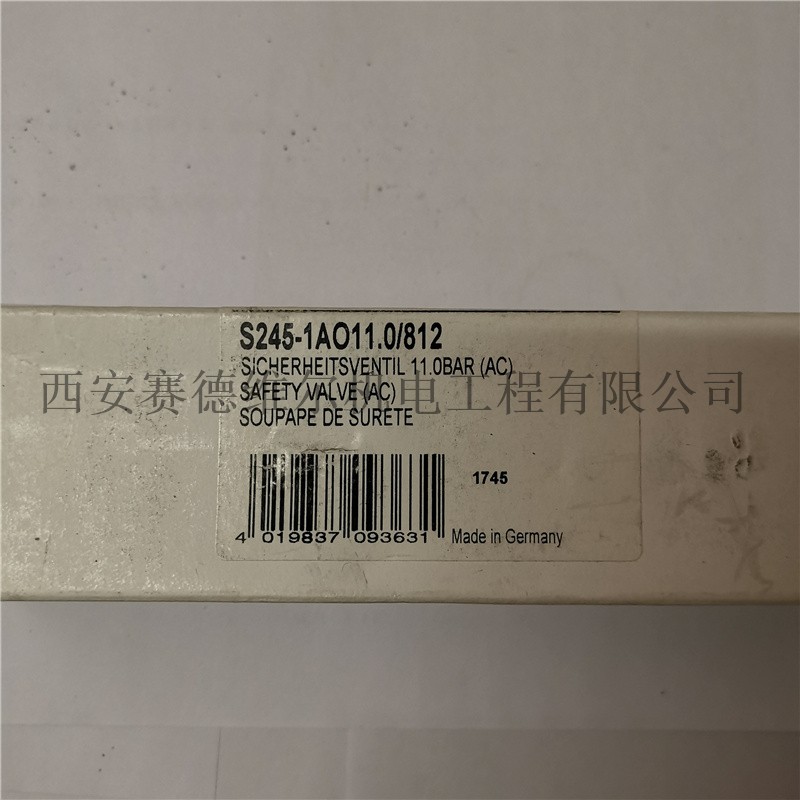 S245-1AO11.0/812
SICHERHEITSVENTIL 11.0BAR (AC)
SAFETY VALVE (AC)
西安赛德 电工程有限公司
SOUPAPE DE SURETE
1745
4 019837 093631
Made in Germany